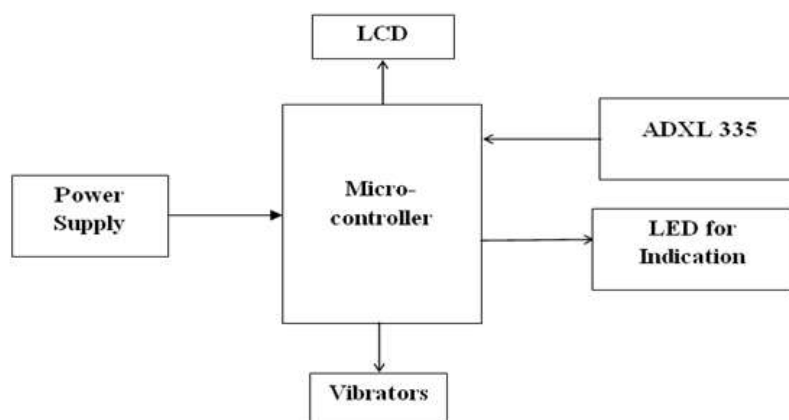 LCD
ADXL 335
Micro-
controller
Power
Supply
LED for
Indication
Vibrators